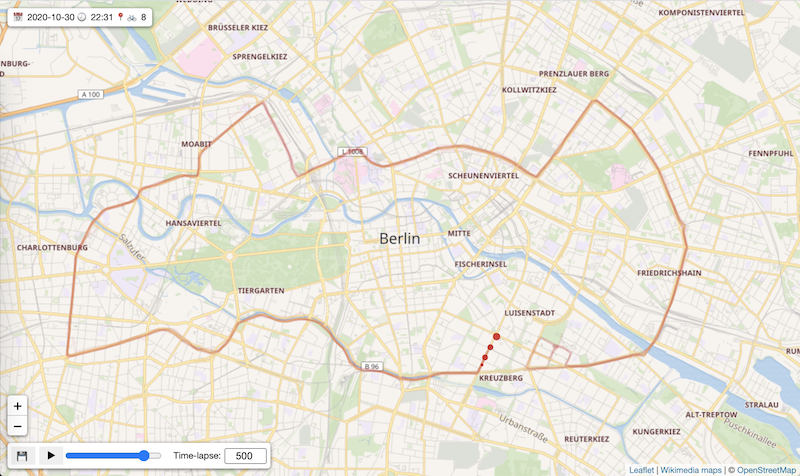 2020-10-30 22:31 8
BRÜSSELER KIEZ
KOMPONISTENVIERTEL
SPRENGELKIEZ
NBURG-
D
PRENZLAUER BERG
KOLLWITZKIEZ
A 100
MOABIT
L 1008
FENNPFUHL
SCHEUNENVIERTEL
HANSAVIERTEL
CHARLOTTENBURG
Salzufer
Berlin
MITTE
FISCHERINSEL
FRIEDRICHSHAIN
TIERGARTEN
LUISENSTADT
RUM
B 96
KREUZBERG
STRALAU
ALT-TREPTOW
Urbanstraße
Puschkinallee
KUNGERKIEZ
REUTERKIEZ
+
−
Time-lapse: 500
Leaflet | Wikimedia maps | © OpenStreetMap